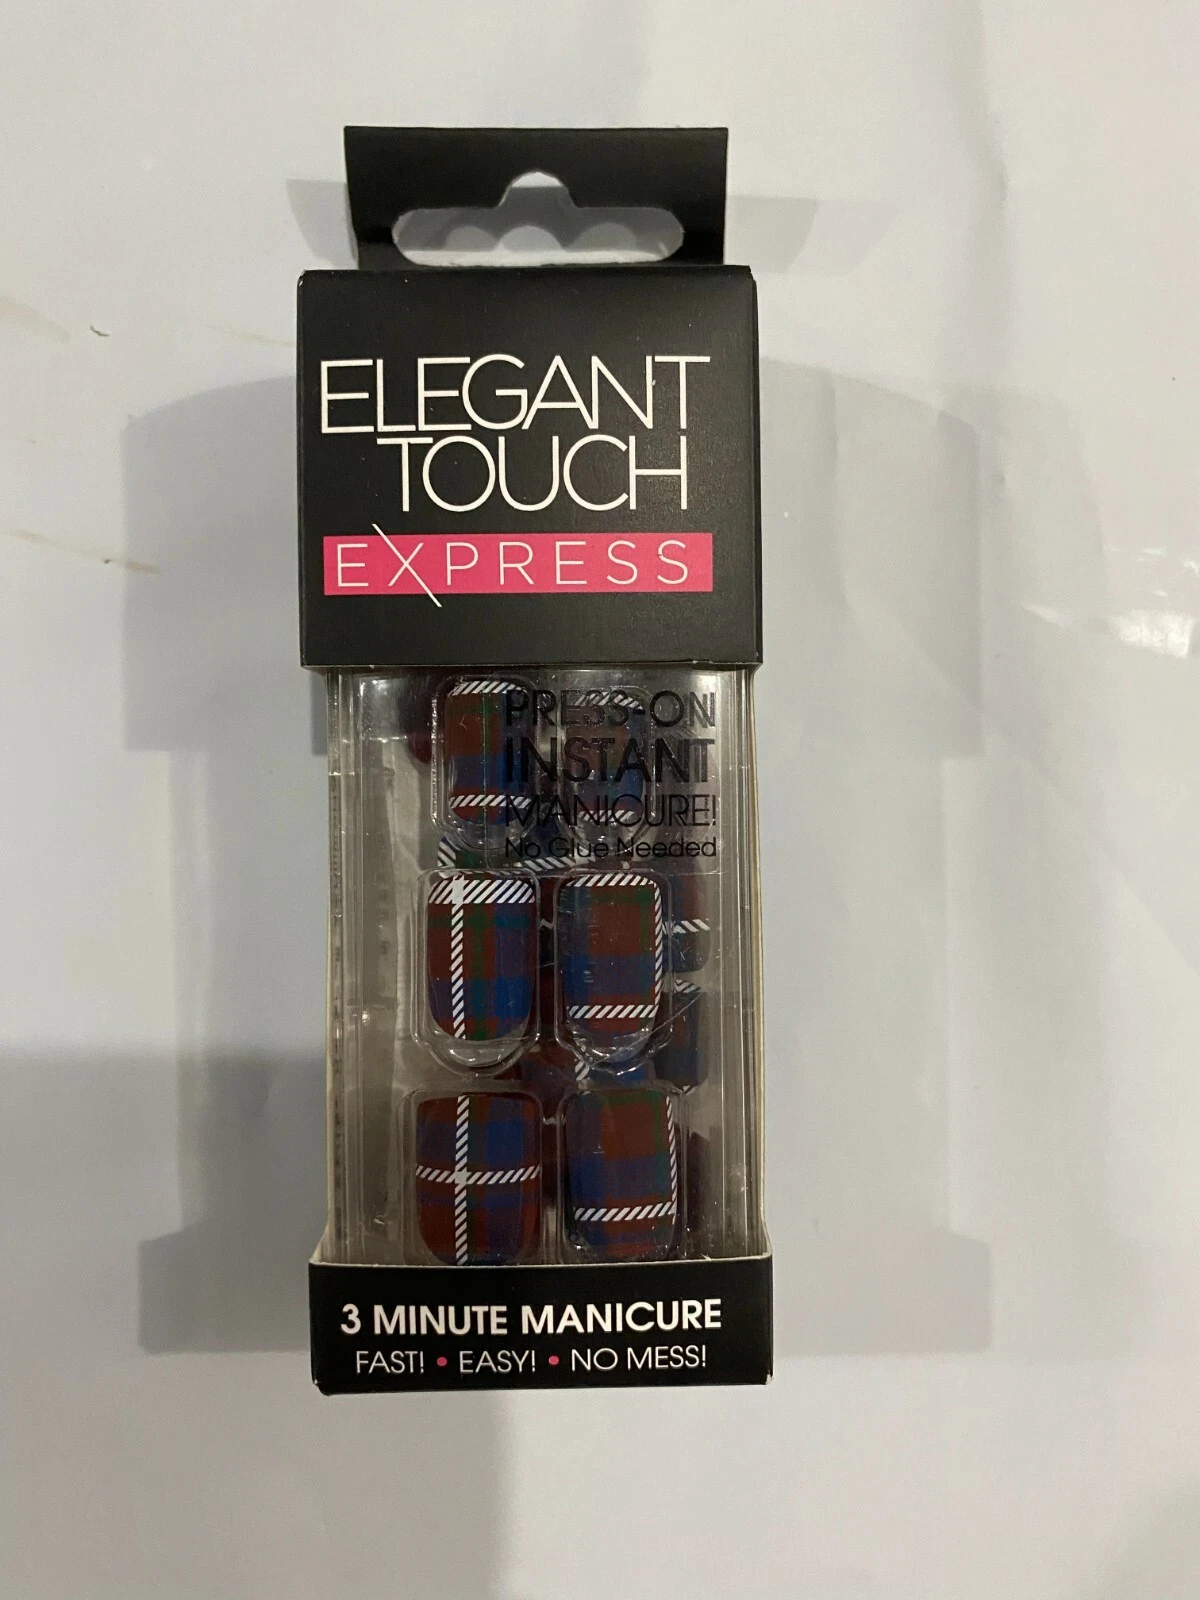 ELEGANT
TOUCH
EXPRESS
PRESS-ON
INSTANT
MANICURE!
No Glue Needed
3 MINUTE MANICURE
FAST! • EASY! • NO MESS!